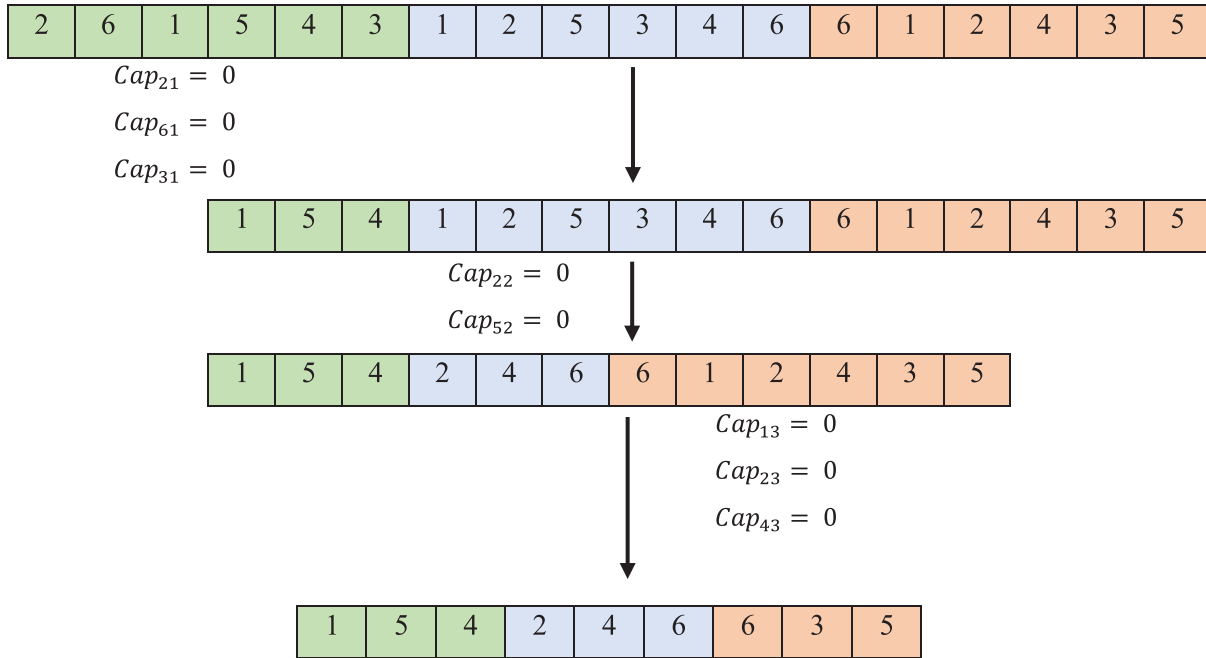 2 6 1 5 4 3 1 2 5 3 4 6 6 1 2 4 3 5
Cap₂₁ = 0
Cap₆₁ = 0
Cap₃₁ = 0
1 5 4 1 2 5 3 4 6 6 1 2 4 3 5
Cap₂₂ = 0
Cap₅₂ = 0
1 5 4 2 4 6 6 1 2 4 3 5
Cap₁₃ = 0
Cap₂₃ = 0
Cap₄₃ = 0
1 5 4 2 4 6 6 3 5